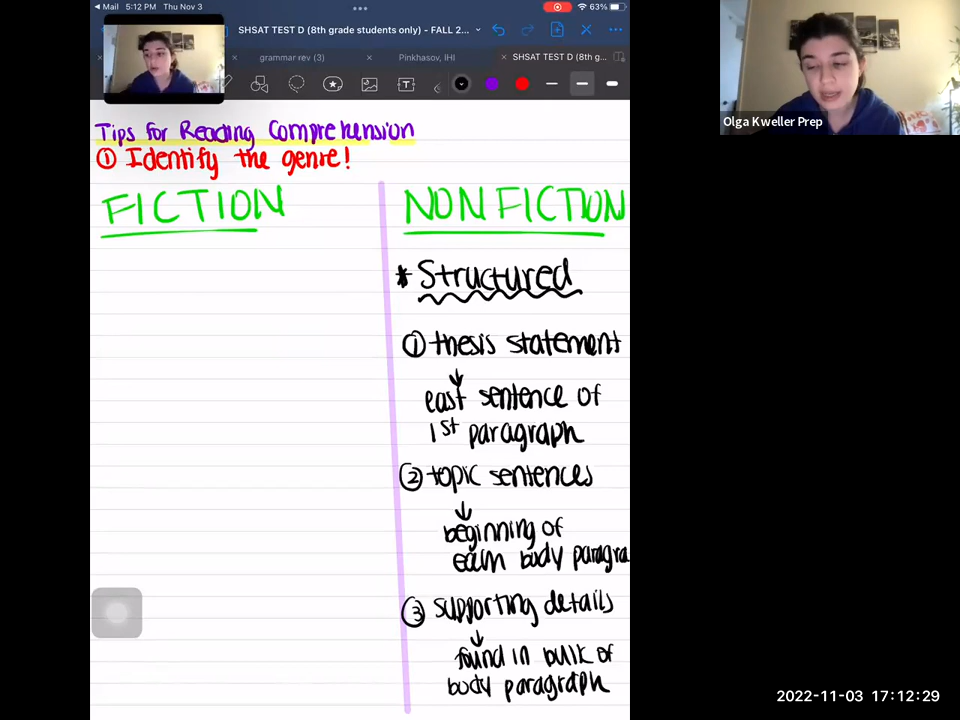 Mail 5:12 PM Thu Nov 3
63%
SHSAT TEST D (8th grade students only) - FALL 2...
grammar rev (3)
Pinkhasov, IHI
SHSAT TEST D (8th g...
Tips for Reading Comprehension
① Identify the genre!
FICTION
NONFICTION
* Structured
① thesis statement
east sentence of
1st paragraph
② topic sentences
beginning of
each body paragra
③ supporting details
found in bulk of
body paragraph
Olga Kweller Prep
2022-11-03 17:12:29